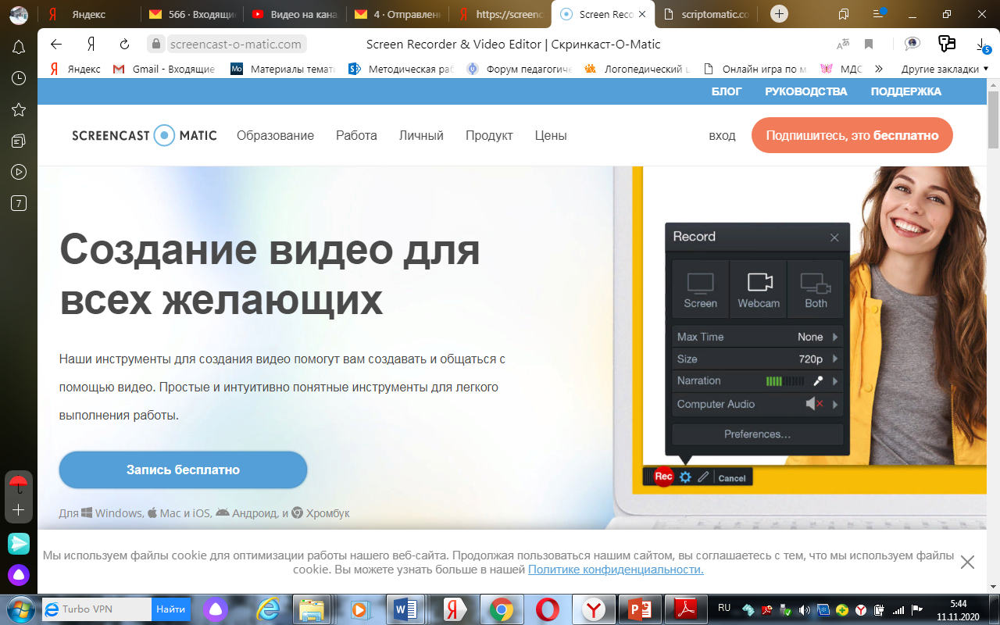 Яндекс
566 · Входящие
Видео на кана
4 · Отправленн
https://screenc
Screen Reco
scriptomatic.co
screencast-o-matic.com
Screen Recorder & Video Editor | Скринкаст-О-Matic
5
Яндекс
Gmail - Входящие
Mo Материалы темати
Методическая раб
Форум педагогиче
Логопедический ц
Онлайн игра по м
МДС
Другие закладки
БЛОГ
РУКОВОДСТВА
ПОДДЕРЖКА
SCREENCAST MATIC
Образование
Работа
Личный
Продукт
Цены
вход
Подпишитесь, это бесплатно
7
Создание видео для
всех желающих
Наши инструменты для создания видео помогут вам создавать и общаться с
помощью видео. Простые и интуитивно понятные инструменты для легкого
выполнения работы.
Запись бесплатно
Для Windows, Mac и iOS, Андроид, и Хромбук
Record
Screen
Webcam
Both
Max Time None
Size 720p
Narration
Computer Audio
Preferences...
Rec
Cancel
Мы используем файлы cookie для оптимизации работы нашего веб-сайта. Продолжая пользоваться нашим сайтом, вы соглашаетесь с тем, что мы используем файлы
cookie. Вы можете узнать больше в нашей Политике конфиденциальности.
Turbo VPN
Найти
RU
5:44
11.11.2020